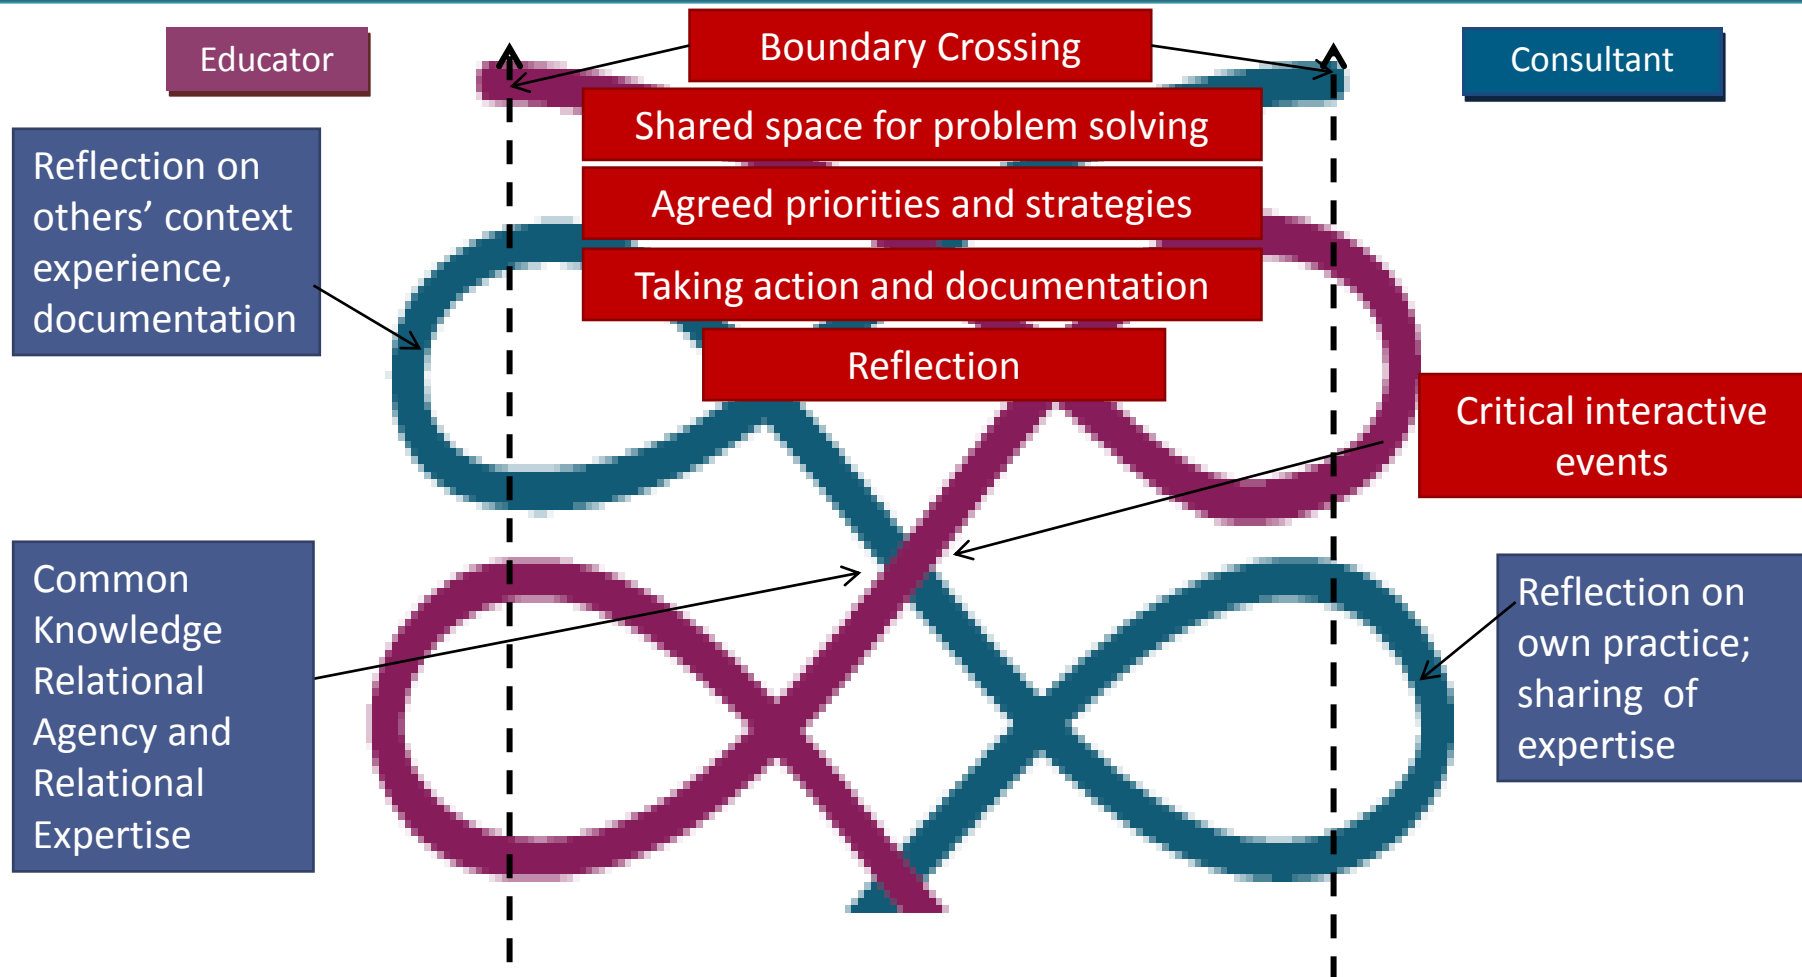 Educator
Boundary Crossing
Consultant
Shared space for problem solving
Reflection on
others’ context
experience,
documentation
Agreed priorities and strategies
Taking action and documentation
Reflection
Critical interactive
events
Common
Knowledge
Relational
Agency and
Relational
Expertise
Reflection on
own practice;
sharing of
expertise